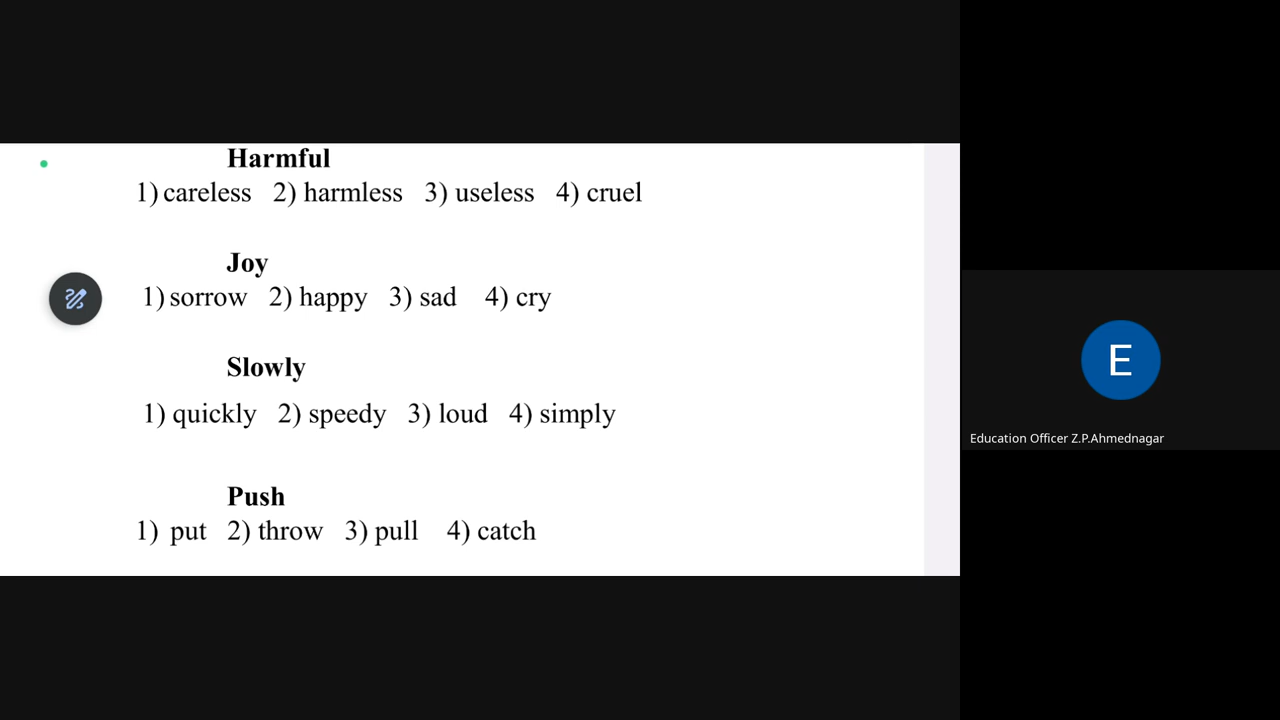 Harmful
1) careless 2) harmless 3) useless 4) cruel
Joy
1) sorrow 2) happy 3) sad 4) cry
Slowly
1) quickly 2) speedy 3) loud 4) simply
Push
1) put 2) throw 3) pull 4) catch
E
Education Officer Z.P.Ahmednagar